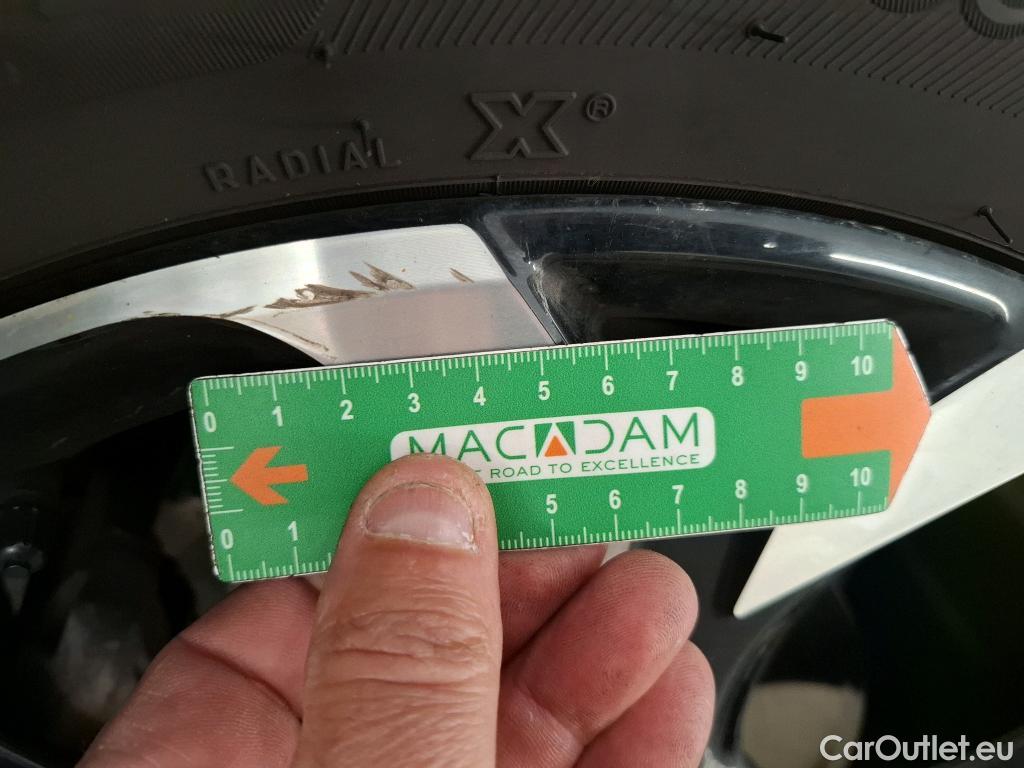 RADIAL X®
0 1 2 3 4 5 6 7 8 9 10
MACADAM
ROAD TO EXCELLENCE
0 1 5 6 7 8 9 10
CarOutlet.eu